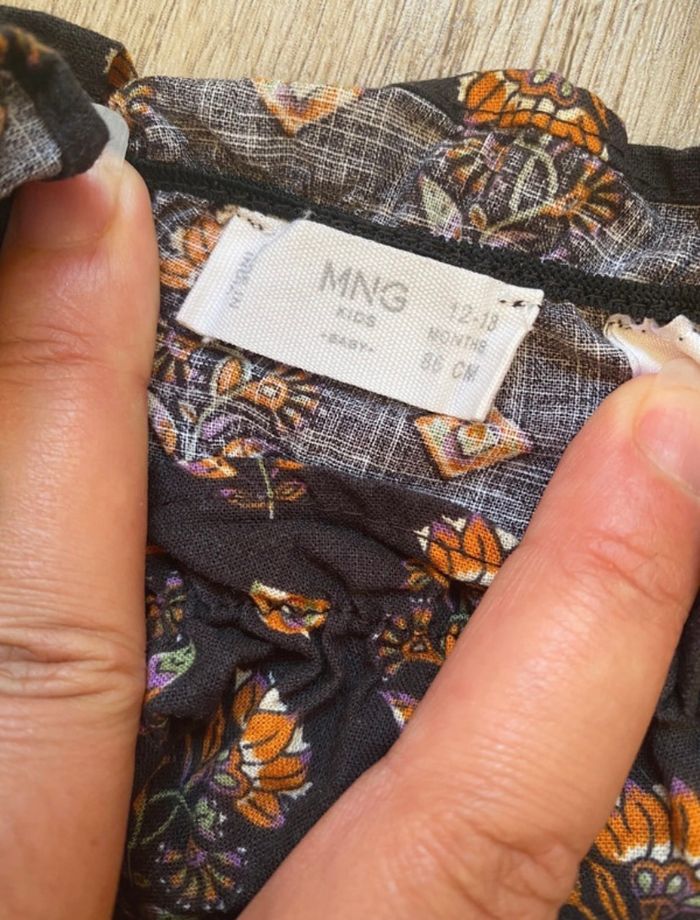 MNG
KIDS
-BABY-
12-18
MONTHS
86 CM